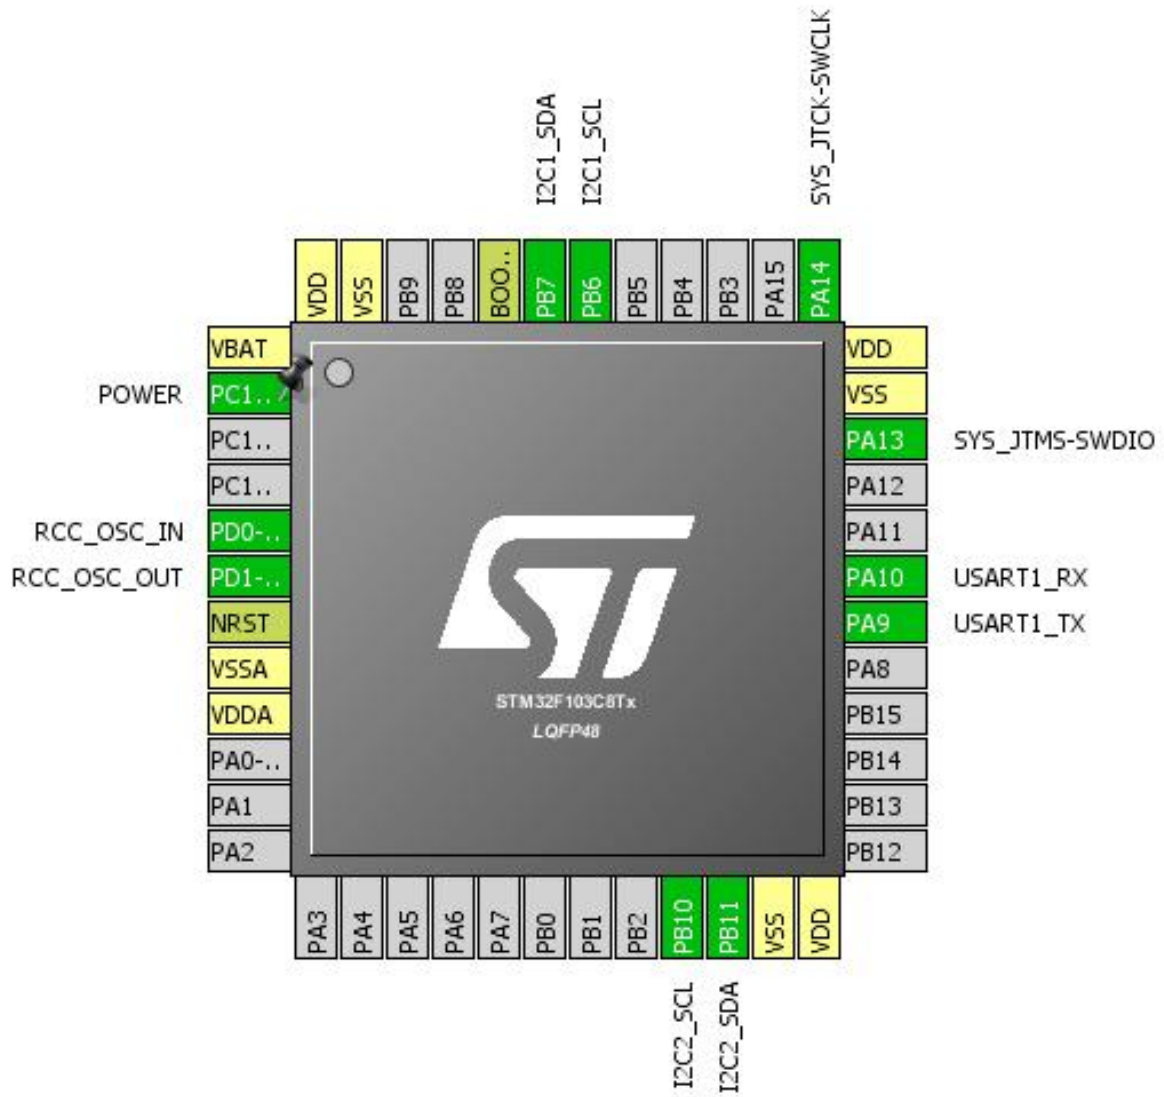 SYS_JTCK-SWCLK
I2C1_SDA
I2C1_SCL
VDD
VSS
PB9
PB8
BOO..
PB7
PB6
PB5
PB4
PB3
PA15
PA14
VBAT
POWER
PC1..
PC1..
PC1..
RCC_OSC_IN
PD0-..
RCC_OSC_OUT
PD1-..
NRST
VSSA
VDDA
PA0-..
PA1
PA2
VDD
VSS
PA13
SYS_JTMS-SWDIO
PA12
PA11
PA10
USART1_RX
PA9
USART1_TX
PA8
PB15
PB14
PB13
PB12
ST
STM32F103C8Tx
LQFP48
PA3
PA4
PA5
PA6
PA7
PB0
PB1
PB2
PB10
PB11
VSS
VDD
I2C2_SCL
I2C2_SDA